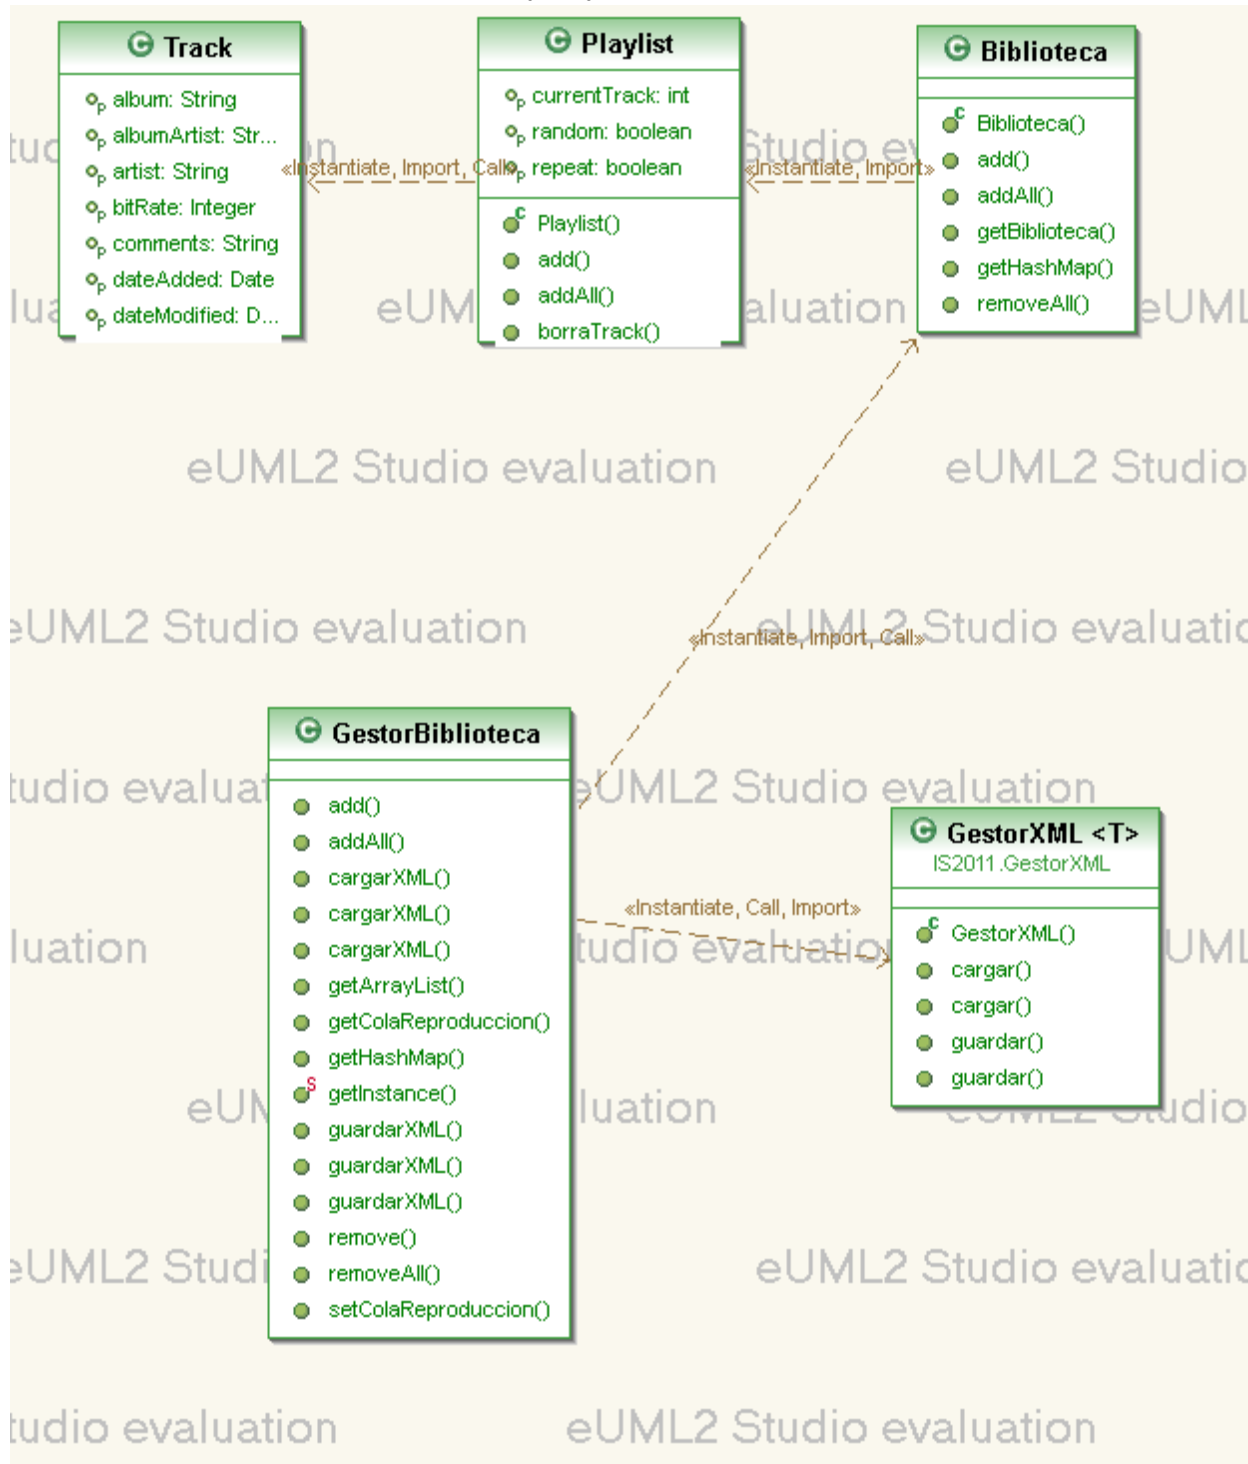 Track
album: String
albumArtist: Str...
artist: String
bitRate: Integer
comments: String
dateAdded: Date
dateModified: D...
«Instantiate, Import, Call»
Playlist
currentTrack: int
random: boolean
repeat: boolean
Playlist()
add()
addAll()
borraTrack()
«Instantiate, Import»
Biblioteca
Biblioteca()
add()
addAll()
getBiblioteca()
getHashMap()
removeAll()
eUML2 Studio evaluation
eUML2 Studio
eUML2 Studio evaluation
«Instantiate, Import, Call»
GestorBiblioteca
add()
addAll()
cargarXML()
cargarXML()
cargarXML()
getArrayList()
getColaReproduccion()
getHashMap()
getInstance()
guardarXML()
guardarXML()
guardarXML()
remove()
removeAll()
setColaReproduccion()
eUML2 Studio evaluation
«Instantiate, Call, Import»
GestorXML <T>
IS2011.GestorXML
GestorXML()
cargar()
cargar()
guardar()
guardar()
eUML2 Studio evaluation